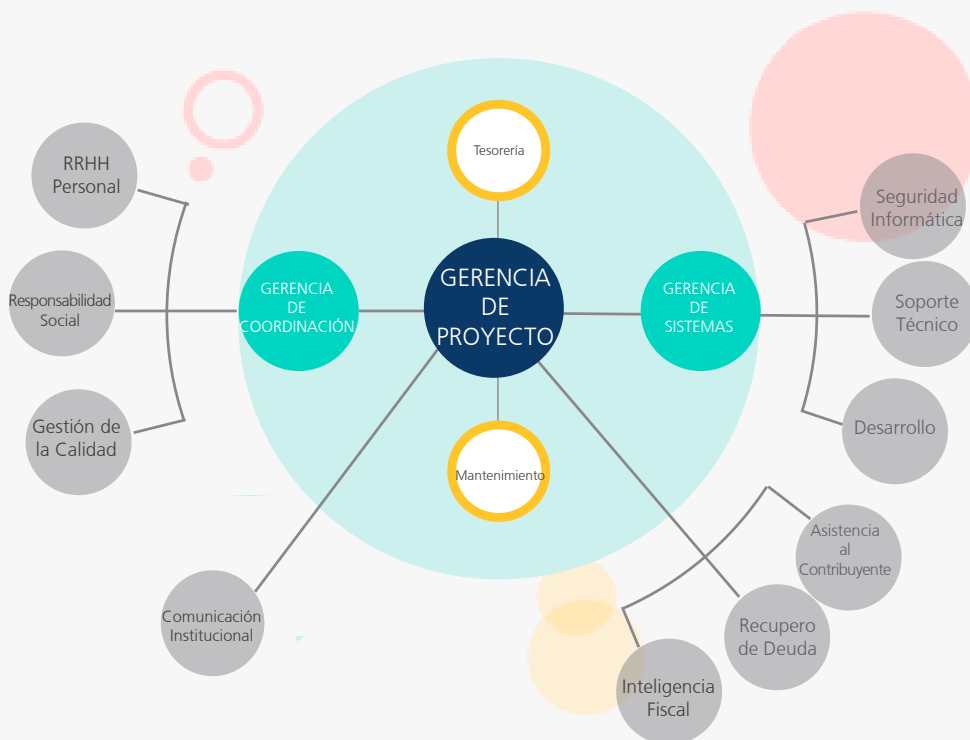 Tesorería
RRHH
Personal
Seguridad
Informática
GERENCIA
DE
COORDINACIÓN
GERENCIA
DE
PROYECTO
GERENCIA
DE
SISTEMAS
Responsabilidad
Social
Soporte
Técnico
Gestión de
la Calidad
Mantenimiento
Desarrollo
Asistencia
al
Contribuyente
Comunicación
Institucional
Recupero
de Deuda
Inteligencia
Fiscal